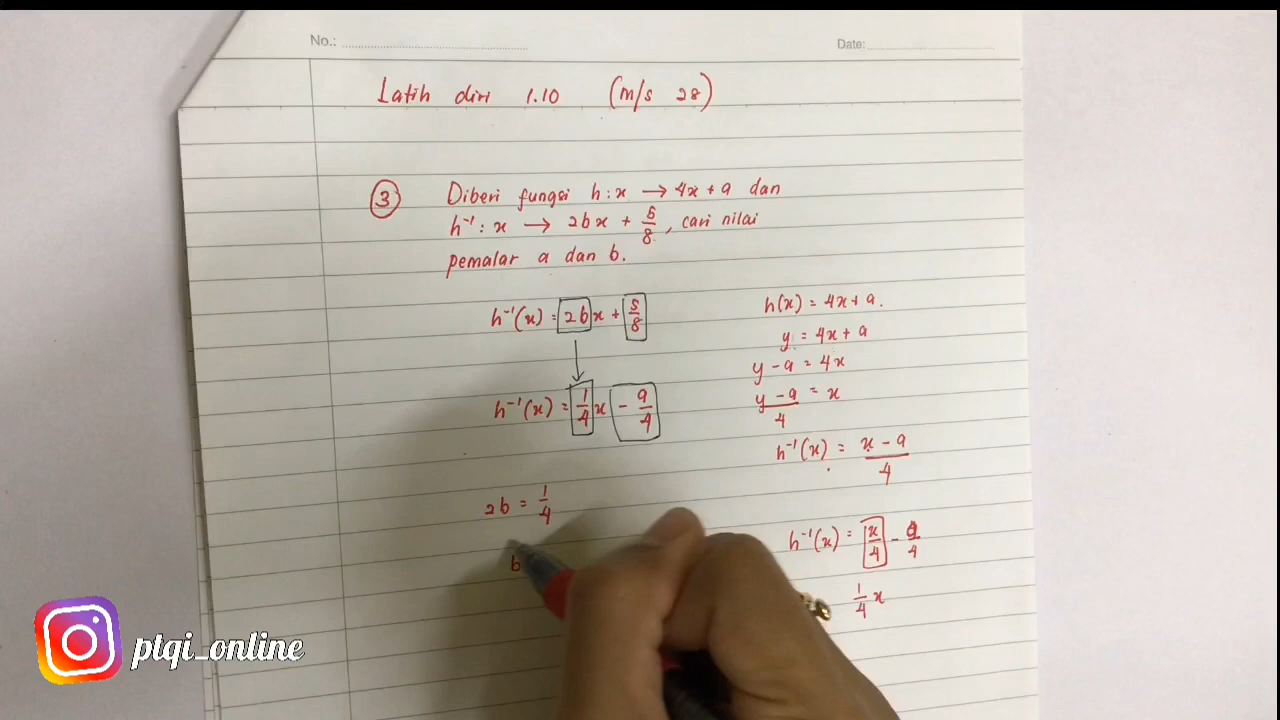 No.: Date:
Latih diri 1.10 (m/s 28)
3 Diberi fungsi h : x → 4x + a dan
h⁻¹ : x → 2bx + 5/8, cari nilai
pemalar a dan b.
h⁻¹(x) = 2bx + 5/8
h⁻¹(x) = 1/4 x - a/4
2b = 1/4
b
h(x) = 4x + a.
y = 4x + a
y - a = 4x
y - a / 4 = x
h⁻¹(x) = x - a / 4
h⁻¹(x) = x/4 - a/4
1/4 x
ptqi_online